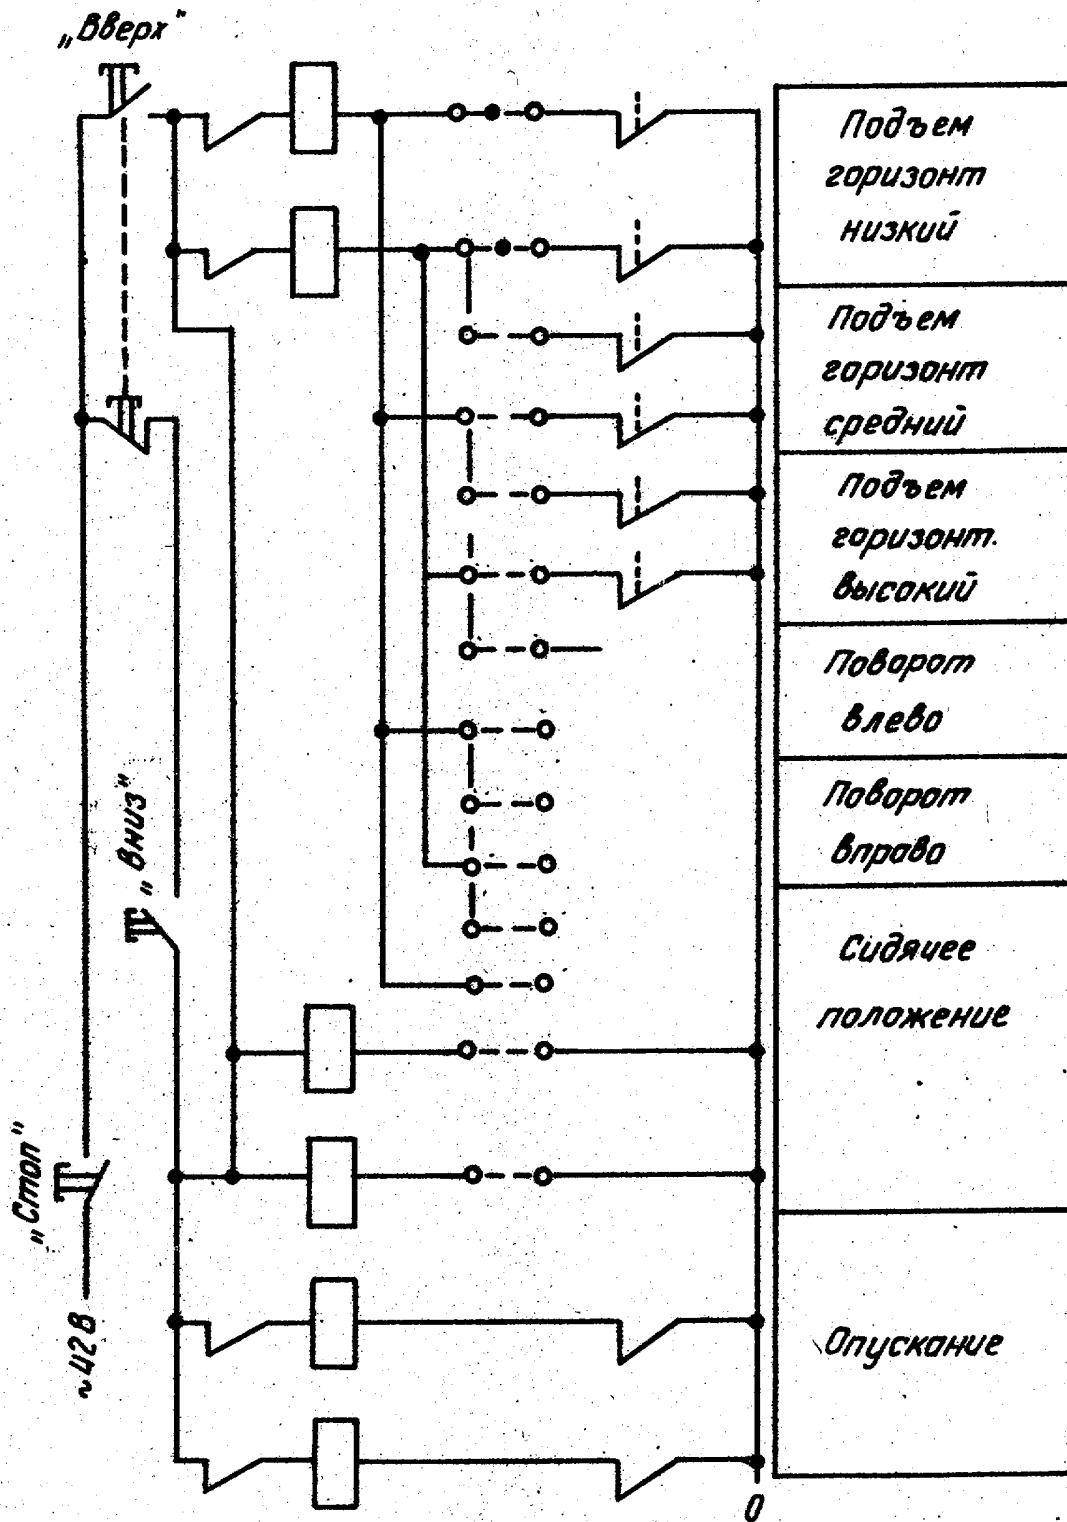 „Вверх"
Подъем
горизонт
низкий
Подъем
горизонт
средний
Подъем
горизонт.
высокий
Поворот
влево
Поворот
вправо
Сидячее
положение
Опускание
„Вниз"
„Стоп"
~42В
0